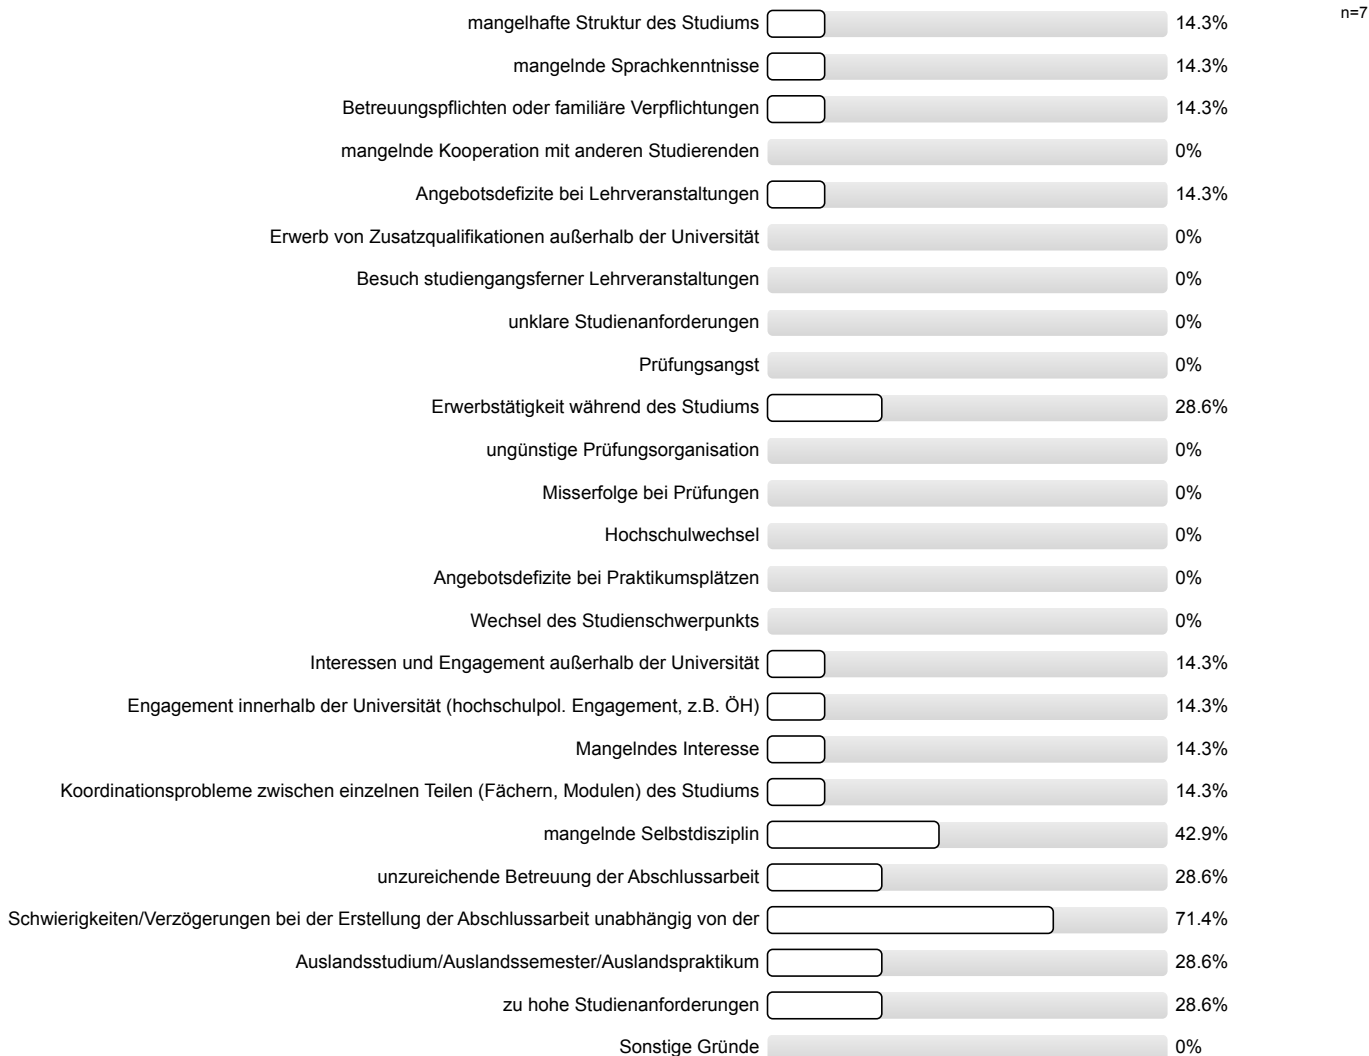 mangelhafte Struktur des Studiums 14.3% n=7
mangelnde Sprachkenntnisse 14.3%
Betreuungspflichten oder familiäre Verpflichtungen 14.3%
mangelnde Kooperation mit anderen Studierenden 0%
Angebotsdefizite bei Lehrveranstaltungen 14.3%
Erwerb von Zusatzqualifikationen außerhalb der Universität 0%
Besuch studiengangsferner Lehrveranstaltungen 0%
unklare Studienanforderungen 0%
Prüfungsangst 0%
Erwerbstätigkeit während des Studiums 28.6%
ungünstige Prüfungsorganisation 0%
Misserfolge bei Prüfungen 0%
Hochschulwechsel 0%
Angebotsdefizite bei Praktikumsplätzen 0%
Wechsel des Studienschwerpunkts 0%
Interessen und Engagement außerhalb der Universität 14.3%
Engagement innerhalb der Universität (hochschulpol. Engagement, z.B. ÖH) 14.3%
Mangelndes Interesse 14.3%
Koordinationsprobleme zwischen einzelnen Teilen (Fächern, Modulen) des Studiums 14.3%
mangelnde Selbstdisziplin 42.9%
unzureichende Betreuung der Abschlussarbeit 28.6%
Schwierigkeiten/Verzögerungen bei der Erstellung der Abschlussarbeit unabhängig von der 71.4%
Auslandsstudium/Auslandssemester/Auslandspraktikum 28.6%
zu hohe Studienanforderungen 28.6%
Sonstige Gründe 0%